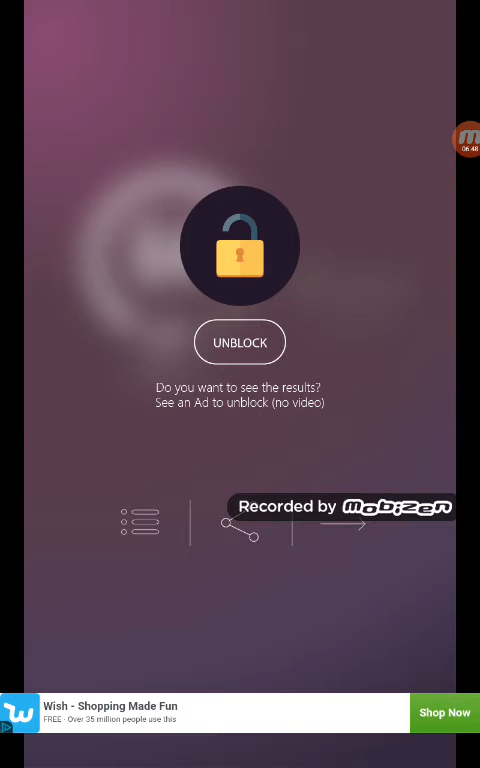 06:48
UNBLOCK
Do you want to see the results?
See an Ad to unblock (no video)
Recorded by mobizen
Wish - Shopping Made Fun
FREE · Over 35 million people use this
Shop Now